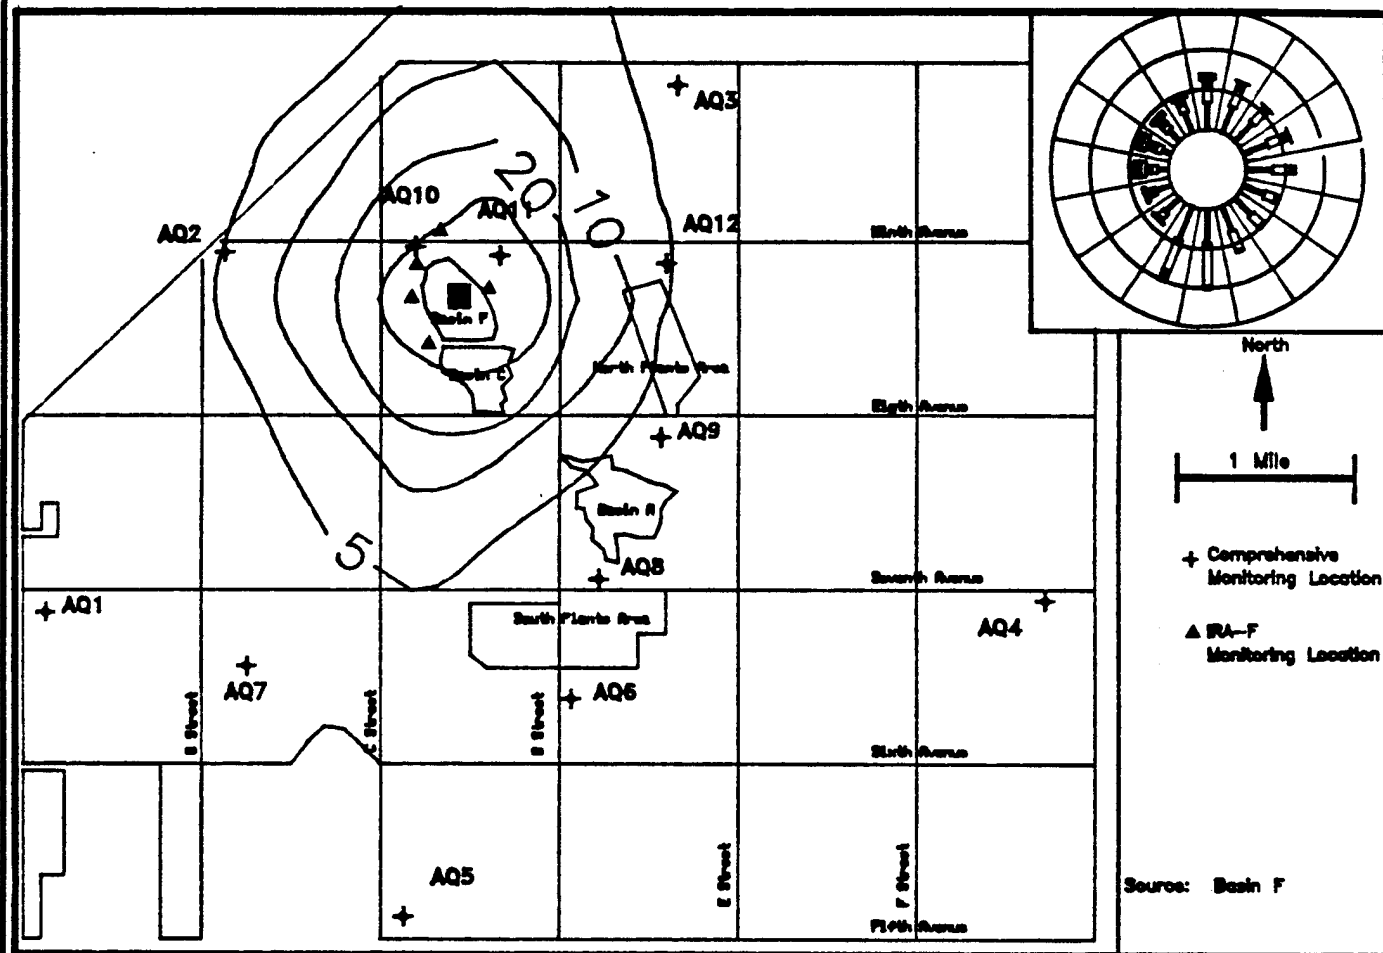 AQ3
AQ10
20
AQ11
10
AQ12
AQ2
Ninth Avenue
Basin F
North Plants Area
Basin C
North
Eigth Avenue
AQ9
1 Mile
Basin A
5
Comprehensive
Monitoring Location
AQ8
Seventh Avenue
AQ1
South Plants Area
AQ4
IRA-F
Monitoring Location
AQ7
AQ6
C Street
Sixth Avenue
E Street
F Street
AQ5
Source: Basin F
Fifth Avenue